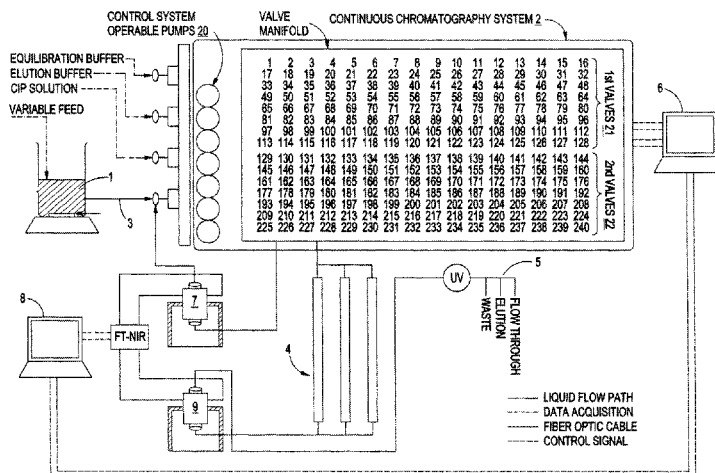 CONTROL SYSTEM
OPERABLE PUMPS 20
VALVE
MANIFOLD
CONTINUOUS CHROMATOGRAPHY SYSTEM 2
EQUILIBRATION BUFFER
ELUTION BUFFER
CIP SOLUTION
VARIABLE FEED
1
3
1 2 3 4 5 6 7 8 9 10 11 12 13 14 15 16
17 18 19 20 21 22 23 24 25 26 27 28 29 30 31 32
33 34 35 36 37 38 39 40 41 42 43 44 45 46 47 48
49 50 51 52 53 54 55 56 57 58 59 60 61 62 63 64
65 66 67 68 69 70 71 72 73 74 75 76 77 78 79 80
81 82 83 84 85 86 87 88 89 90 91 92 93 94 95 96
97 98 99 100 101 102 103 104 105 106 107 108 109 110 111 112
113 114 115 116 117 118 119 120 121 122 123 124 125 126 127 128
1st VALVES 21
129 130 131 132 133 134 135 136 137 138 139 140 141 142 143 144
145 146 147 148 149 150 151 152 153 154 155 156 157 158 159 160
161 162 163 164 165 166 167 168 169 170 171 172 173 174 175 176
177 178 179 180 181 182 183 184 185 186 187 188 189 190 191 192
193 194 195 196 197 198 199 200 201 202 203 204 205 206 207 208
209 210 211 212 213 214 215 216 217 218 219 220 221 222 223 224
225 226 227 228 229 230 231 232 233 234 235 236 237 238 239 240
2nd VALVES 22
6
8
FT-NIR
7
9
4
UV
5
WASTE
ELUTION
FLOW THROUGH
LIQUID FLOW PATH
DATA ACQUISITION
FIBER OPTIC CABLE
CONTROL SIGNAL